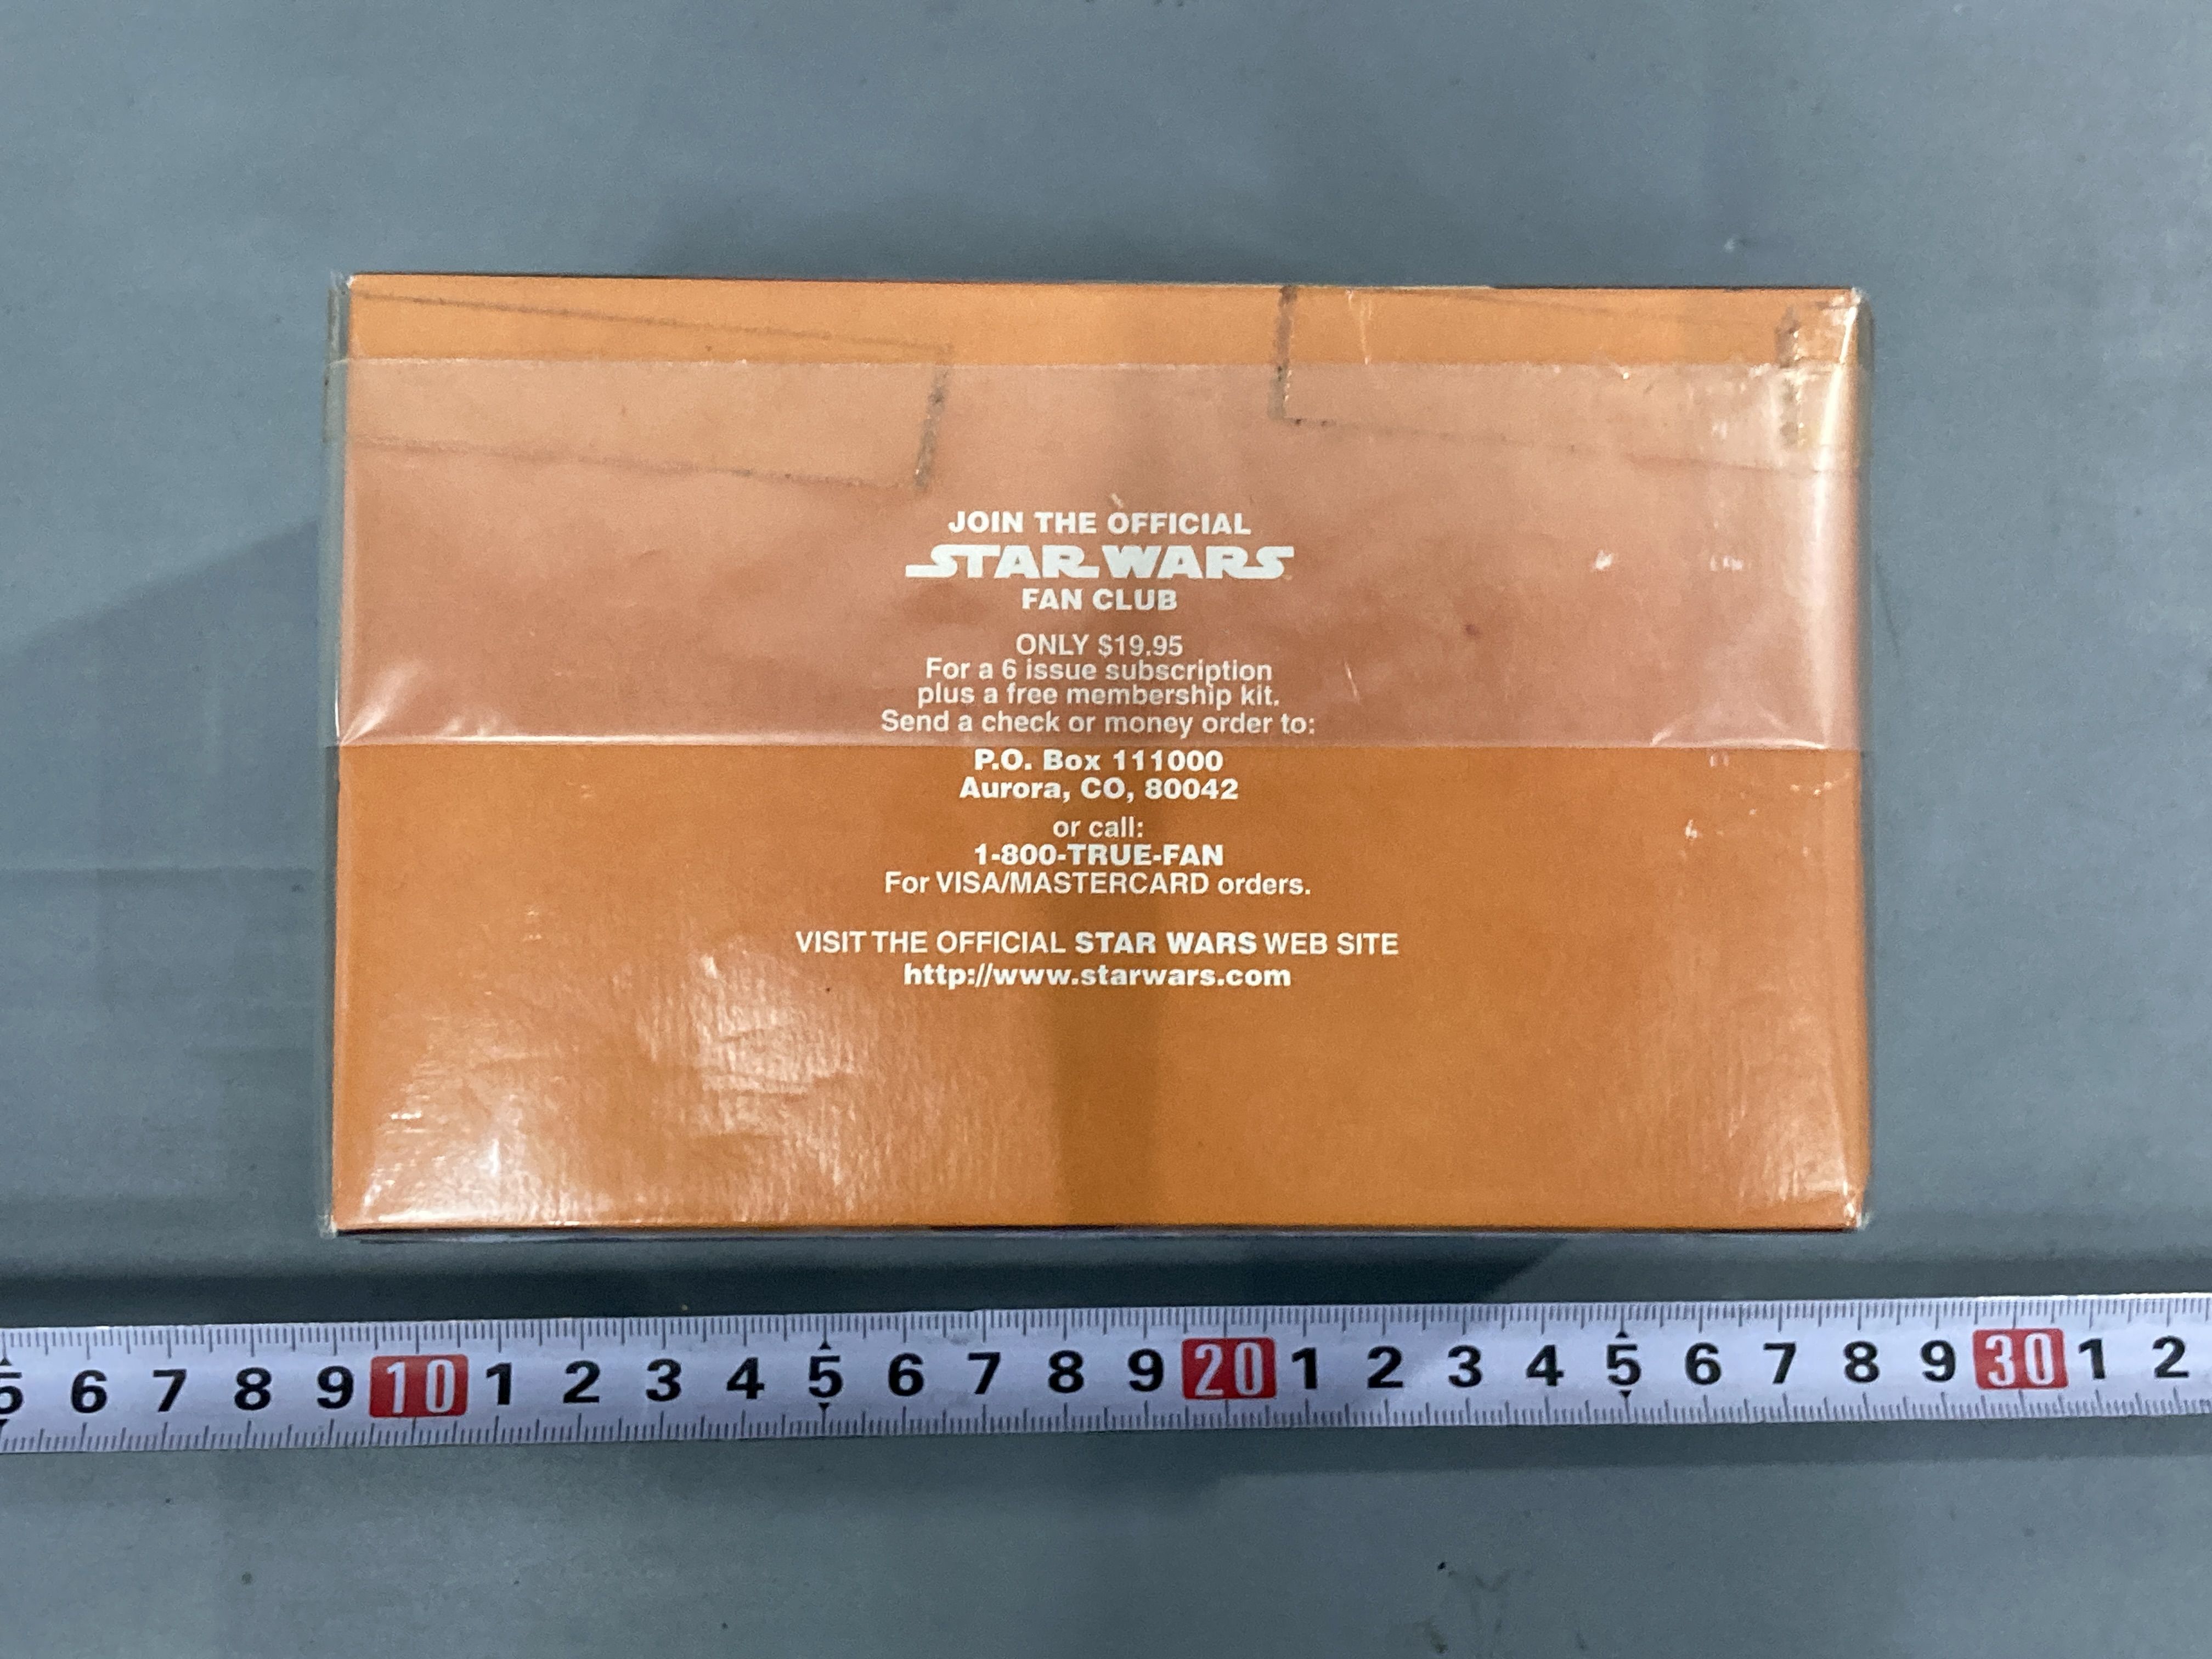 JOIN THE OFFICIAL
STAR WARS
FAN CLUB
ONLY $19.95
For a 6 issue subscription
plus a free membership kit.
Send a check or money order to:
P.O. Box 111000
Aurora, CO, 80042
or call:
1-800-TRUE-FAN
For VISA/MASTERCARD orders.
VISIT THE OFFICIAL STAR WARS WEB SITE
http://www.starwars.com
5 6 7 8 9 10 1 2 3 4 5 6 7 8 9 20 1 2 3 4 5 6 7 8 9 30 1 2